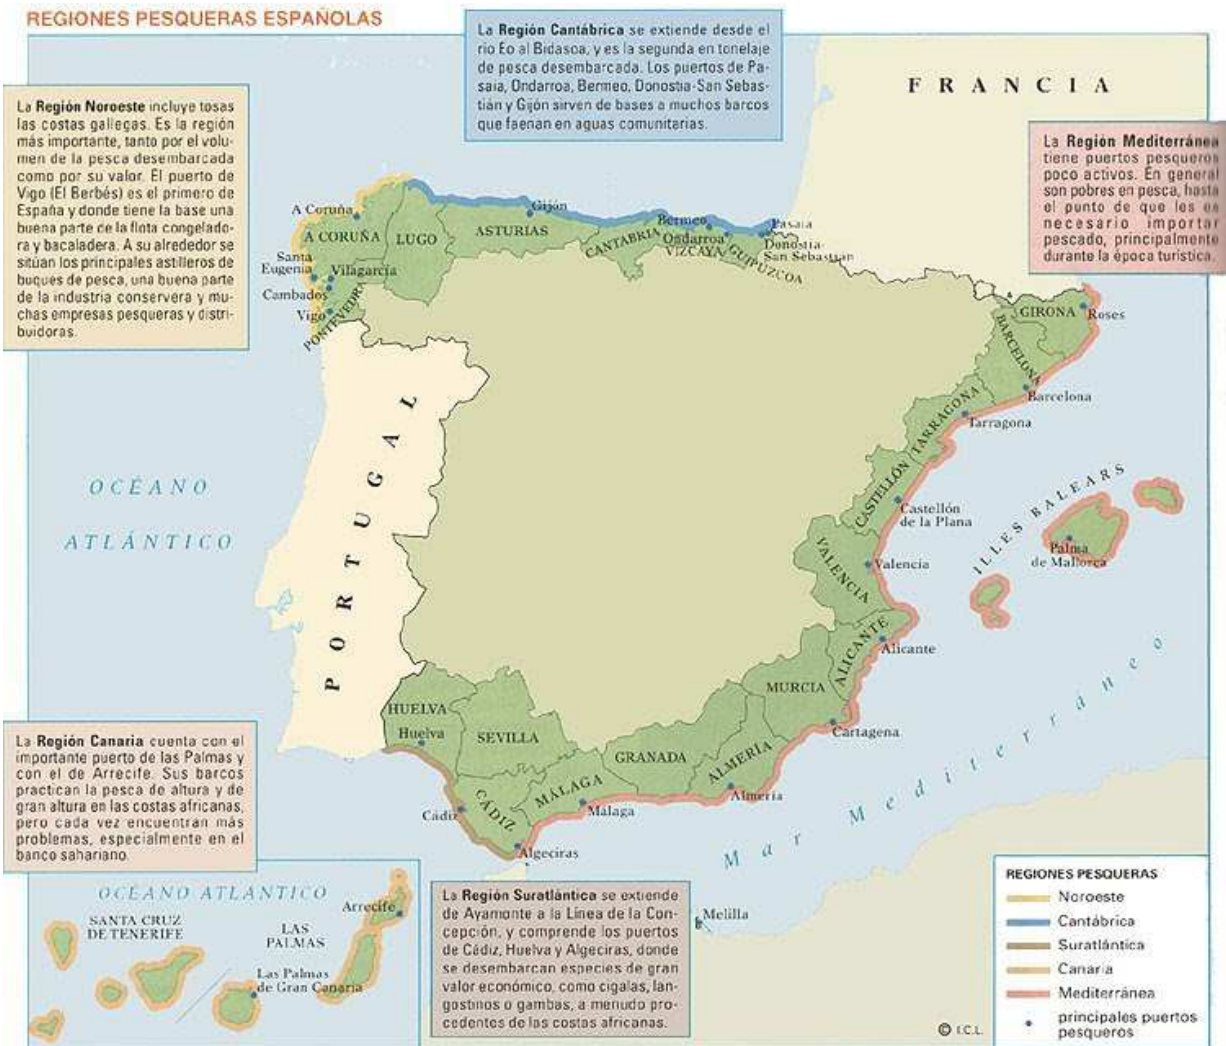 REGIONES PESQUERAS ESPAÑOLAS
La Región Cantábrica se extiende desde el
río Eo al Bidasoa, y es la segunda en tonelaje
de pesca desembarcada. Los puertos de Pa-
saia, Ondarroa, Bermeo, Donostia-San Sebas-
tián y Gijón sirven de bases a muchos barcos
que faenan en aguas comunitarias.
La Región Noroeste incluye tosas
las costas gallegas. Es la región
más importante, tanto por el volu-
men de la pesca desembarcada
como por su valor. El puerto de
Vigo (El Berbés) es el primero de
España y donde tiene la base una
buena parte de la flota congelado-
ra y bacaladera. A su alrededor se
sitúan los principales astilleros de
buques de pesca, una buena parte
de la industria conservera y mu-
chas empresas pesqueras y distri-
buidoras.
FRANCIA
La Región Mediterránea
tiene puertos pesqueros
poco activos. En general
son pobres en pesca, hasta
el punto de que les es
necesario importar
pescado, principalmente
durante la época turística.
A Coruña
A CORUÑA
LUGO
Gijón
ASTURIAS
CANTABRIA
Bermeo
Ondarroa
VIZCAYA
GUIPUZCOA
Pasaia
Donostia-
San Sebastián
Santa
Eugenia
Vilagarcía
Cambados
Vigo
PONTEVEDRA
GIRONA
Roses
BARCELONA
Barcelona
TARRAGONA
Tarragona
CASTELLÓN
Castellón
de la Plana
ILLES BALEARS
Palma
de Mallorca
VALENCIA
Valencia
ALICANTE
Alicante
OCÉANO
ATLÁNTICO
PORTUGAL
MURCIA
Cartagena
HUELVA
Huelva
SEVILLA
GRANADA
ALMERÍA
Almería
MÁLAGA
Málaga
CÁDIZ
Cádiz
Algeciras
Mar Mediterráneo
Melilla
La Región Canaria cuenta con el
importante puerto de las Palmas y
con el de Arrecife. Sus barcos
practican la pesca de altura y de
gran altura en las costas africanas,
pero cada vez encuentran más
problemas, especialmente en el
banco sahariano.
OCÉANO ATLÁNTICO
SANTA CRUZ
DE TENERIFE
LAS
PALMAS
Arrecife
Las Palmas
de Gran Canaria
La Región Suratlántica se extiende
de Ayamonte a la Línea de la Con-
cepción, y comprende los puertos
de Cádiz, Huelva y Algeciras, donde
se desembarcan especies de gran
valor económico, como cigalas, lan-
gostinos o gambas, a menudo pro-
cedentes de las costas africanas.
REGIONES PESQUERAS
Noroeste
Cantábrica
Suratlántica
Canaria
Mediterránea
principales puertos
pesqueros
© I.C.L.